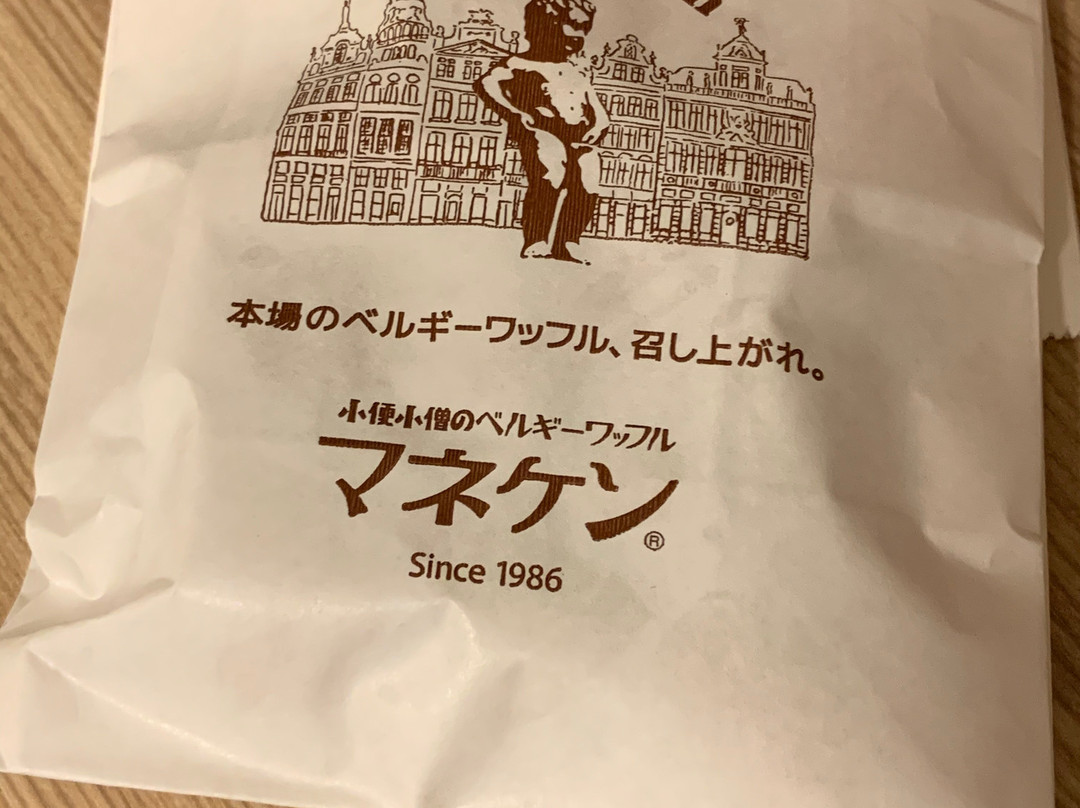 本場のベルギーワッフル、召し上がれ。
小便小僧のベルギーワッフル
マネケン®
Since 1986